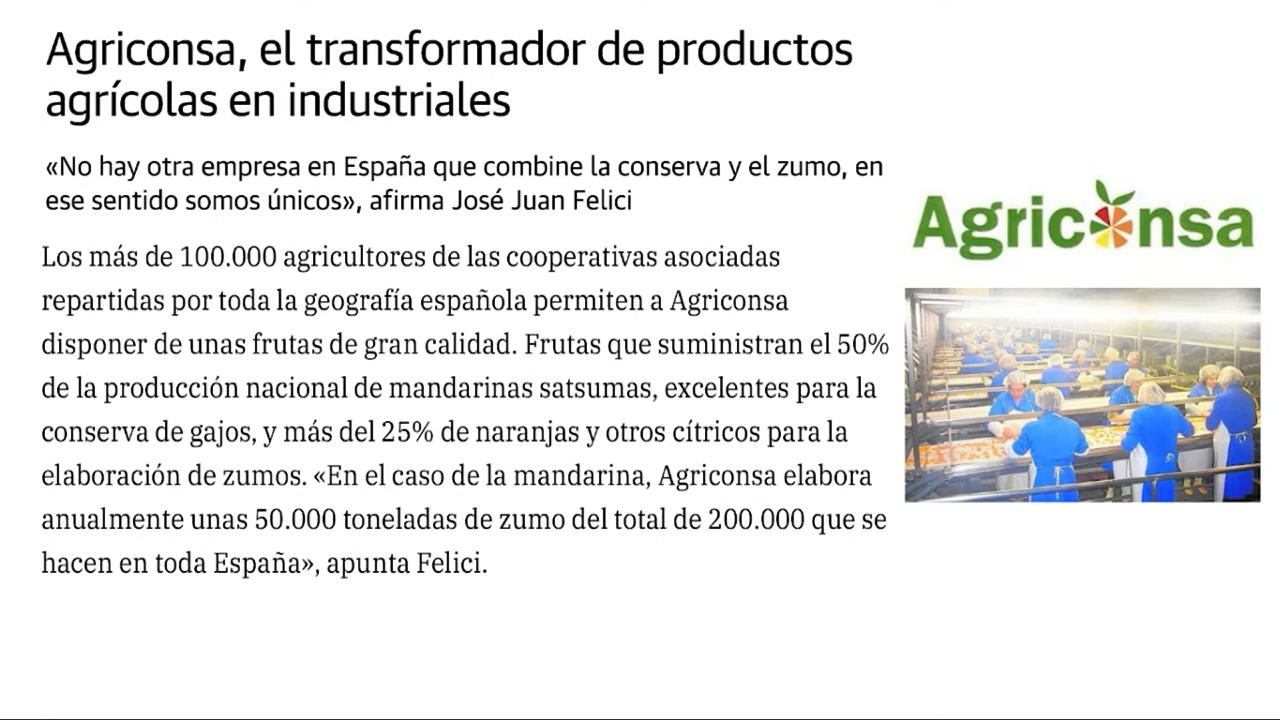 Agriconsa, el transformador de productos
agrícolas en industriales
«No hay otra empresa en España que combine la conserva y el zumo, en
ese sentido somos únicos», afirma José Juan Felici
Los más de 100.000 agricultores de las cooperativas asociadas
repartidas por toda la geografía española permiten a Agriconsa
disponer de unas frutas de gran calidad. Frutas que suministran el 50%
de la producción nacional de mandarinas satsumas, excelentes para la
conserva de gajos, y más del 25% de naranjas y otros cítricos para la
elaboración de zumos. «En el caso de la mandarina, Agriconsa elabora
anualmente unas 50.000 toneladas de zumo del total de 200.000 que se
hacen en toda España», apunta Felici.
Agriconsa